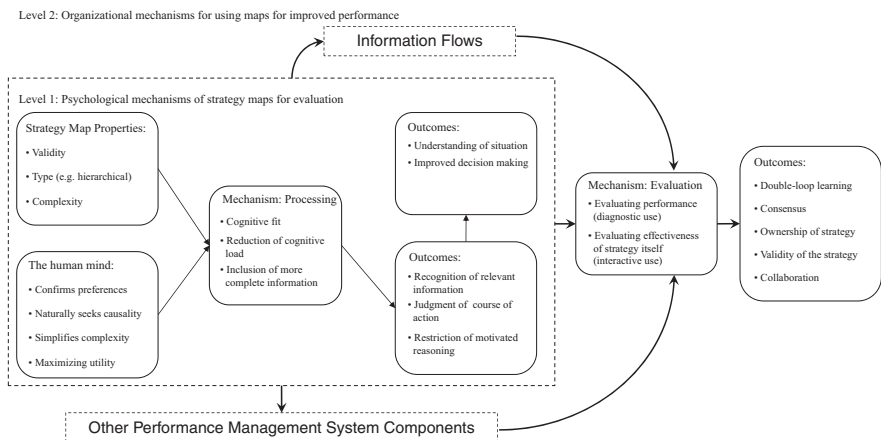 Level 2: Organizational mechanisms for using maps for improved performance
Information Flows
Level 1: Psychological mechanisms of strategy maps for evaluation
Strategy Map Properties:
• Validity
• Type (e.g. hierarchical)
• Complexity
The human mind:
• Confirms preferences
• Naturally seeks causality
• Simplifies complexity
• Maximizing utility
Mechanism: Processing
• Cognitive fit
• Reduction of cognitive
load
• Inclusion of more
complete information
Outcomes:
• Understanding of situation
• Improved decision making
Outcomes:
• Recognition of relevant
information
• Judgment of course of
action
• Restriction of motivated
reasoning
Mechanism: Evaluation
• Evaluating performance
(diagnostic use)
• Evaluating effectiveness
of strategy itself
(interactive use)
Outcomes:
• Double-loop learning
• Consensus
• Ownership of strategy
• Validity of the strategy
• Collaboration
Other Performance Management System Components